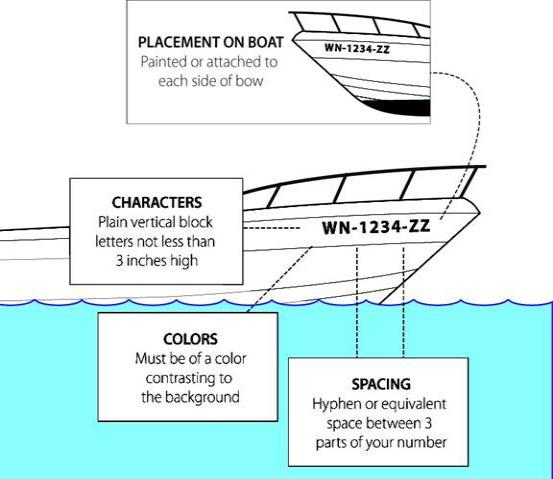 PLACEMENT ON BOAT
Painted or attached to
each side of bow
WN-1234-ZZ
CHARACTERS
Plain vertical block
letters not less than
3 inches high
WN-1234-ZZ
COLORS
Must be of a color
contrasting to
the background
SPACING
Hyphen or equivalent
space between 3
parts of your number